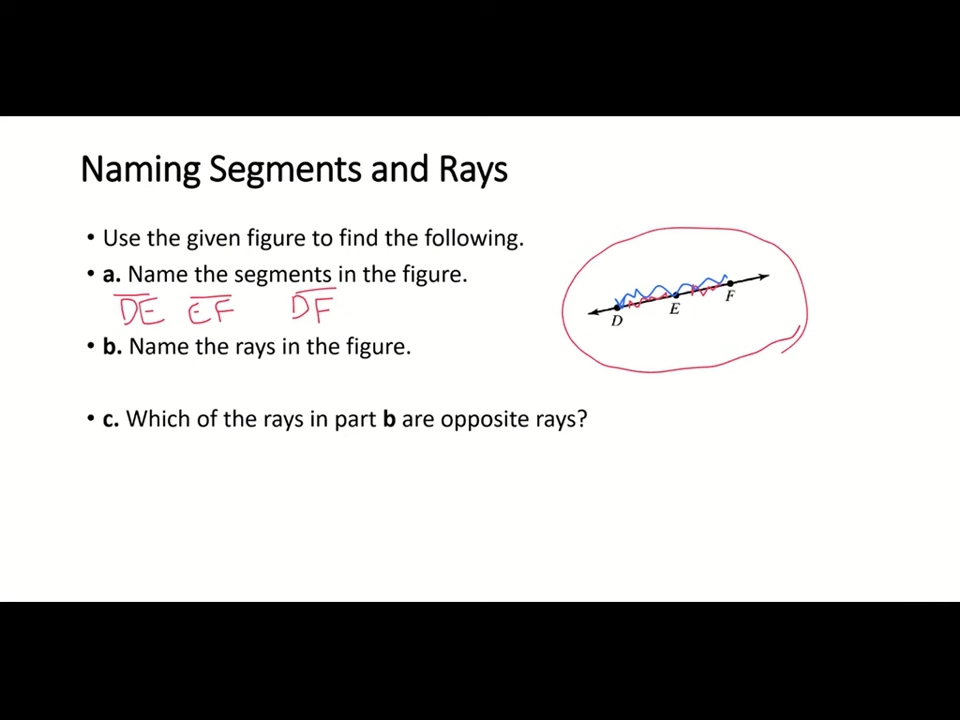 Naming Segments and Rays
• Use the given figure to find the following.
• a. Name the segments in the figure.
DE EF DF
• b. Name the rays in the figure.
• c. Which of the rays in part b are opposite rays?
D E F